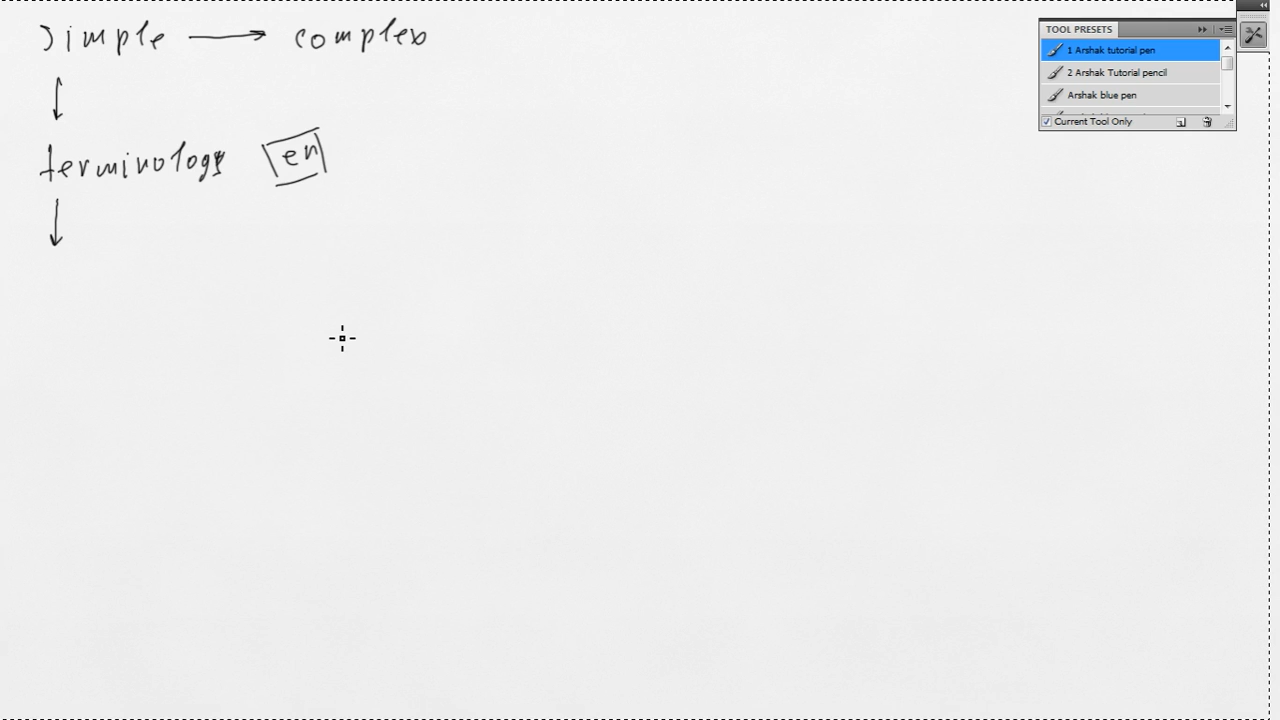 simple → complex
terminology en
TOOL PRESETS
1 Arshak tutorial pen
2 Arshak Tutorial pencil
Arshak blue pen
Current Tool Only